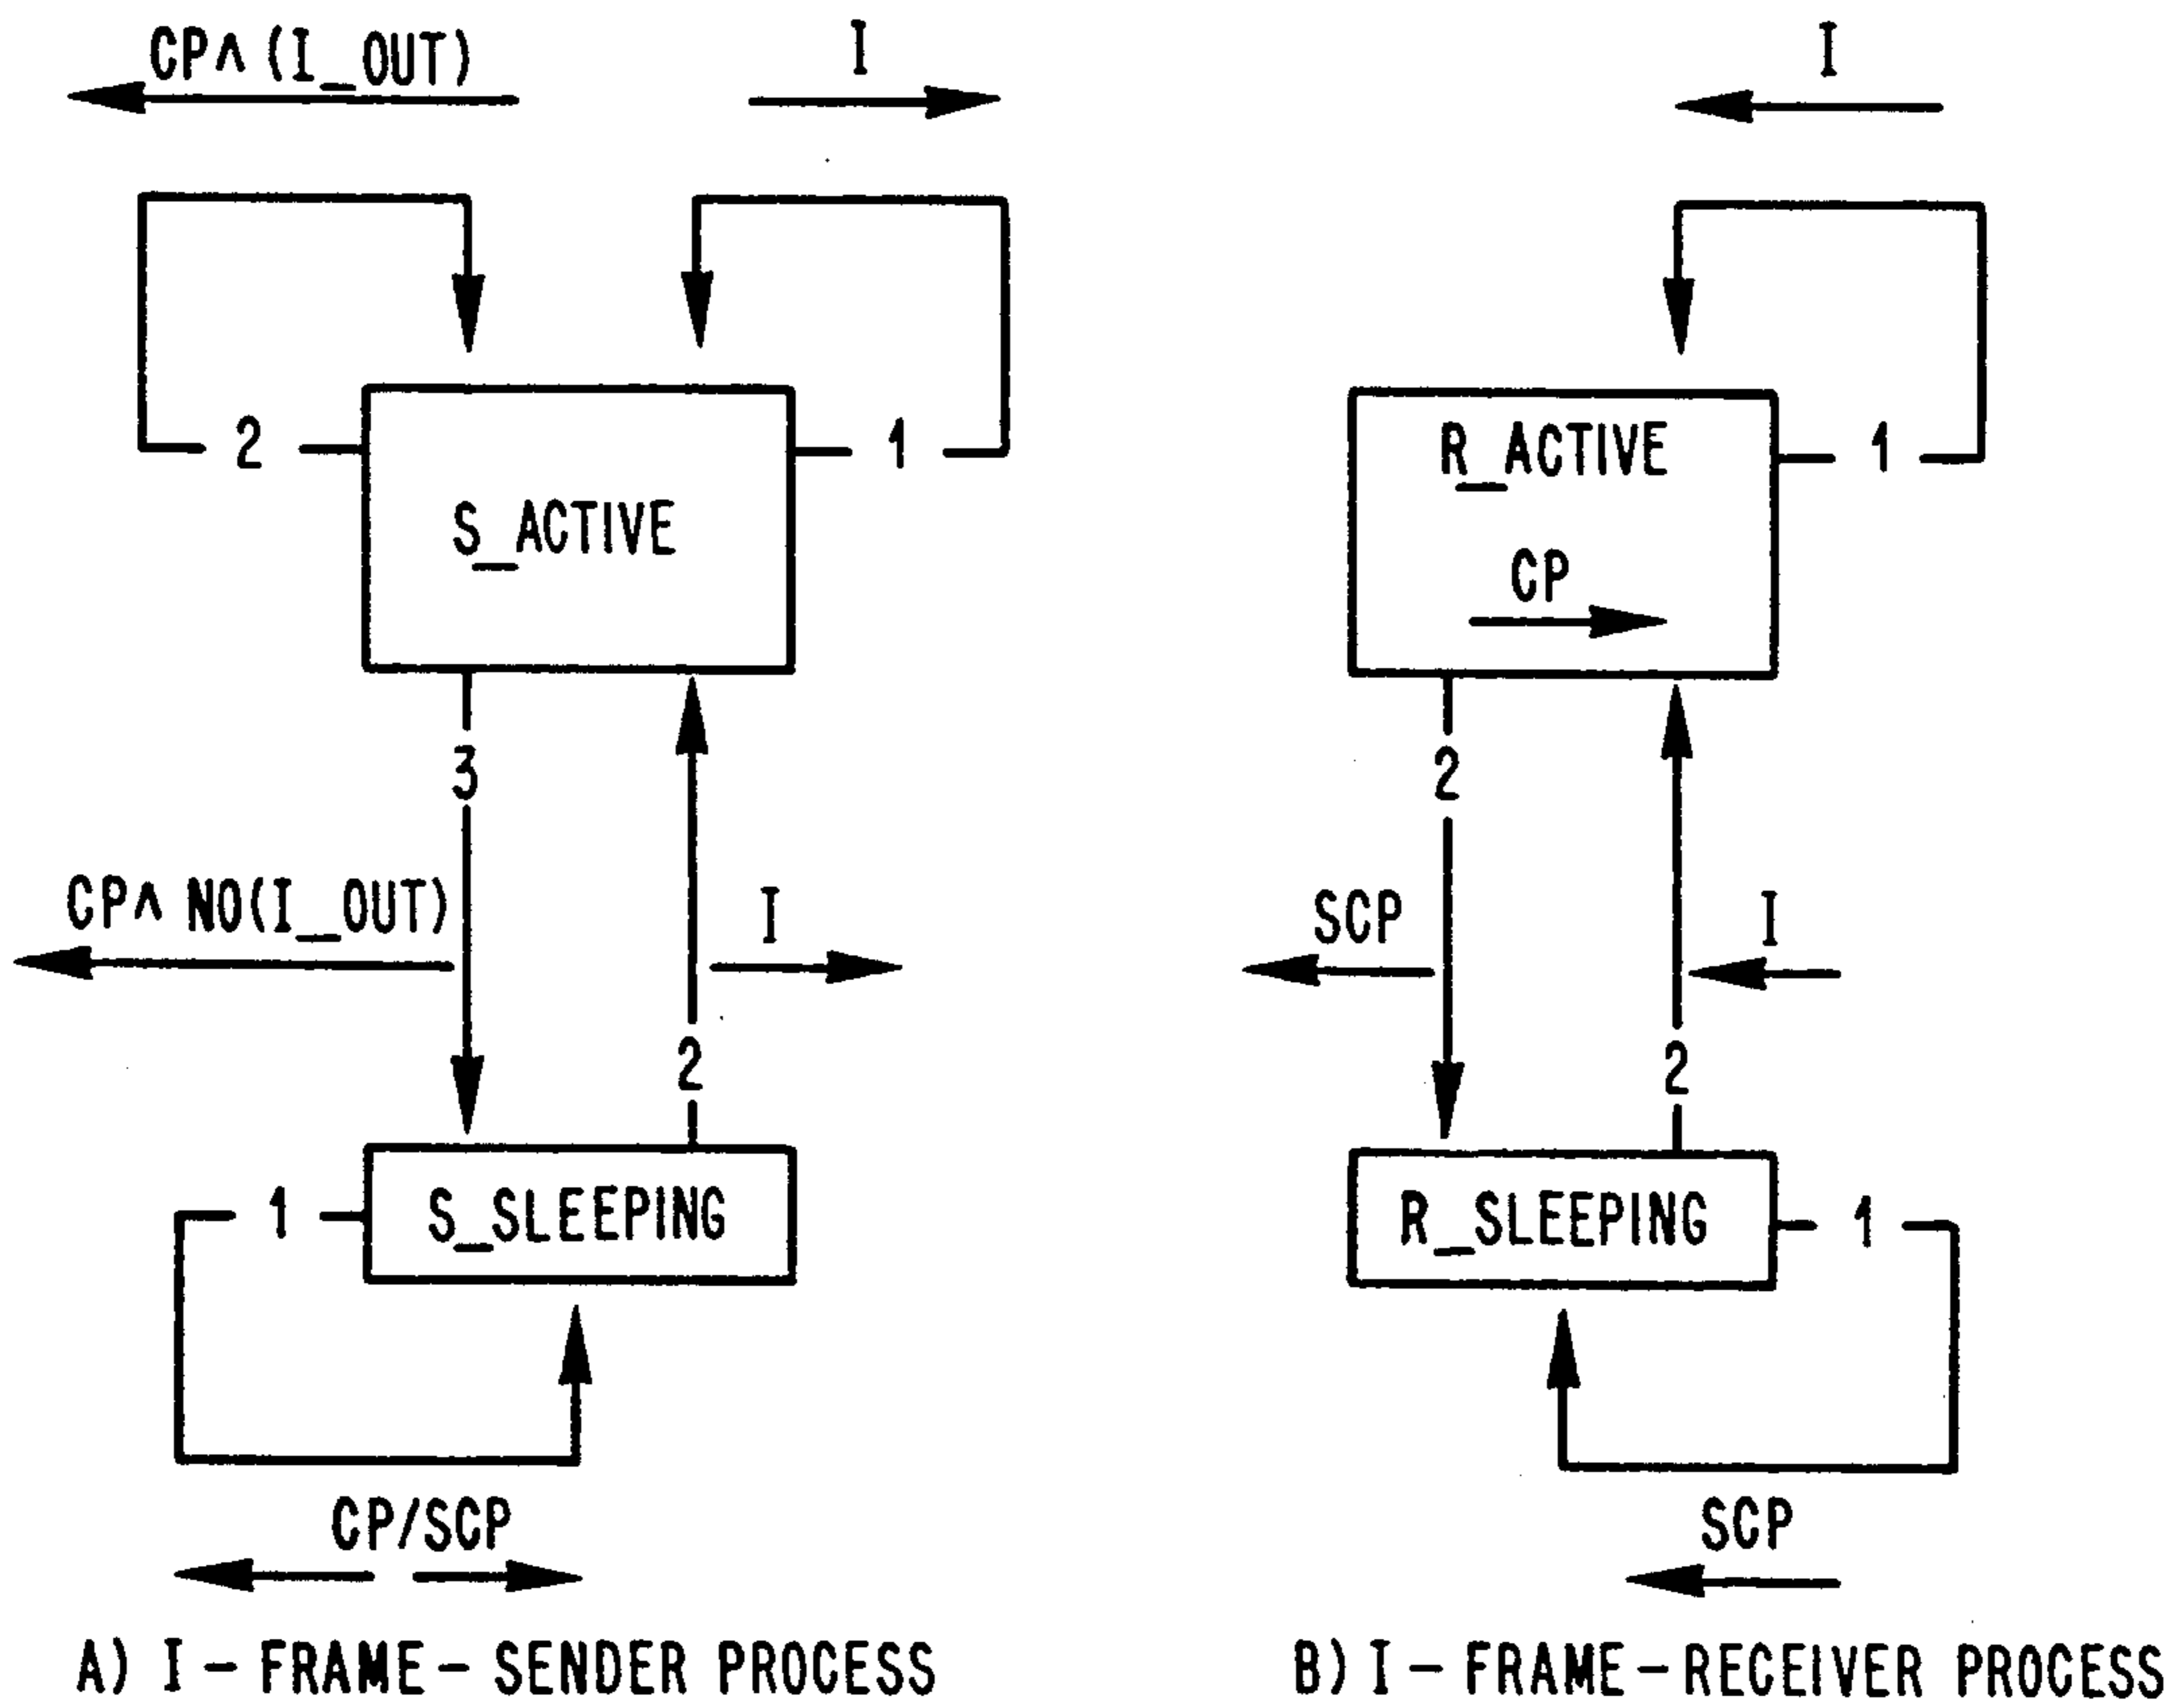 CP∧(I_OUT)
I
2
1
S_ACTIVE
3
CP∧ NO(I_OUT)
I
2
1
S_SLEEPING
CP/SCP
A) I - FRAME - SENDER PROCESS
I
R_ACTIVE
1
CP
2
SCP
I
2
R_SLEEPING
1
SCP
B) I - FRAME - RECEIVER PROCESS